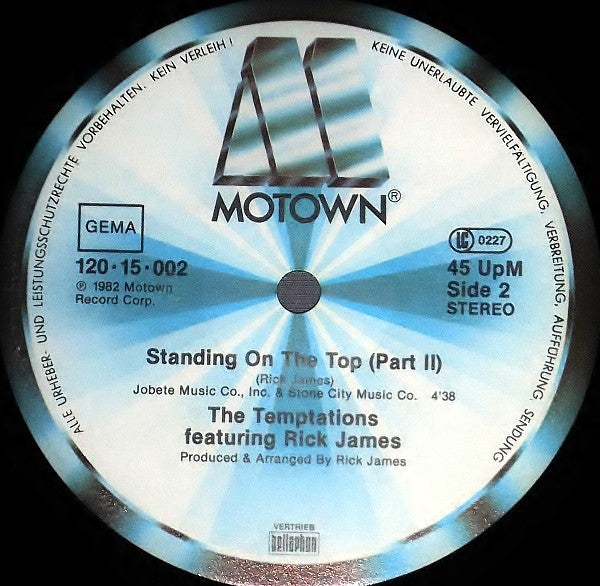 ALLE URHEBER- UND LEISTUNGSSCHUTZRECHTE VORBEHALTEN. KEIN VERLEIH!
KEINE UNERLAUBTE VERVIELFÄLTIGUNG, VERBREITUNG, AUFFÜHRUNG, SENDUNG
MOTOWN®
GEMA
LC 0227
120·15·002
℗ 1982 Motown
Record Corp.
45 UpM
Side 2
STEREO
Standing On The Top (Part II)
(Rick James)
Jobete Music Co., Inc. & Stone City Music Co. 4'38
The Temptations
featuring Rick James
Produced & Arranged By Rick James
VERTRIEB
bellaphon